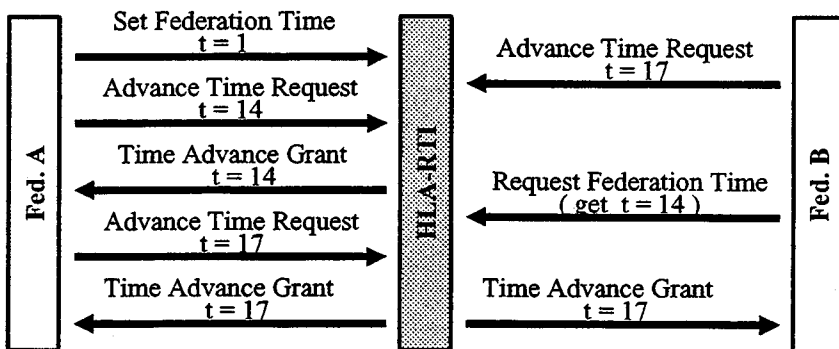 Fed. A
Set Federation Time
t = 1
Advance Time Request
t = 14
Time Advance Grant
t = 14
Advance Time Request
t = 17
Time Advance Grant
t = 17
HLA-RTI
Advance Time Request
t = 17
Request Federation Time
( get t = 14 )
Time Advance Grant
t = 17
Fed. B